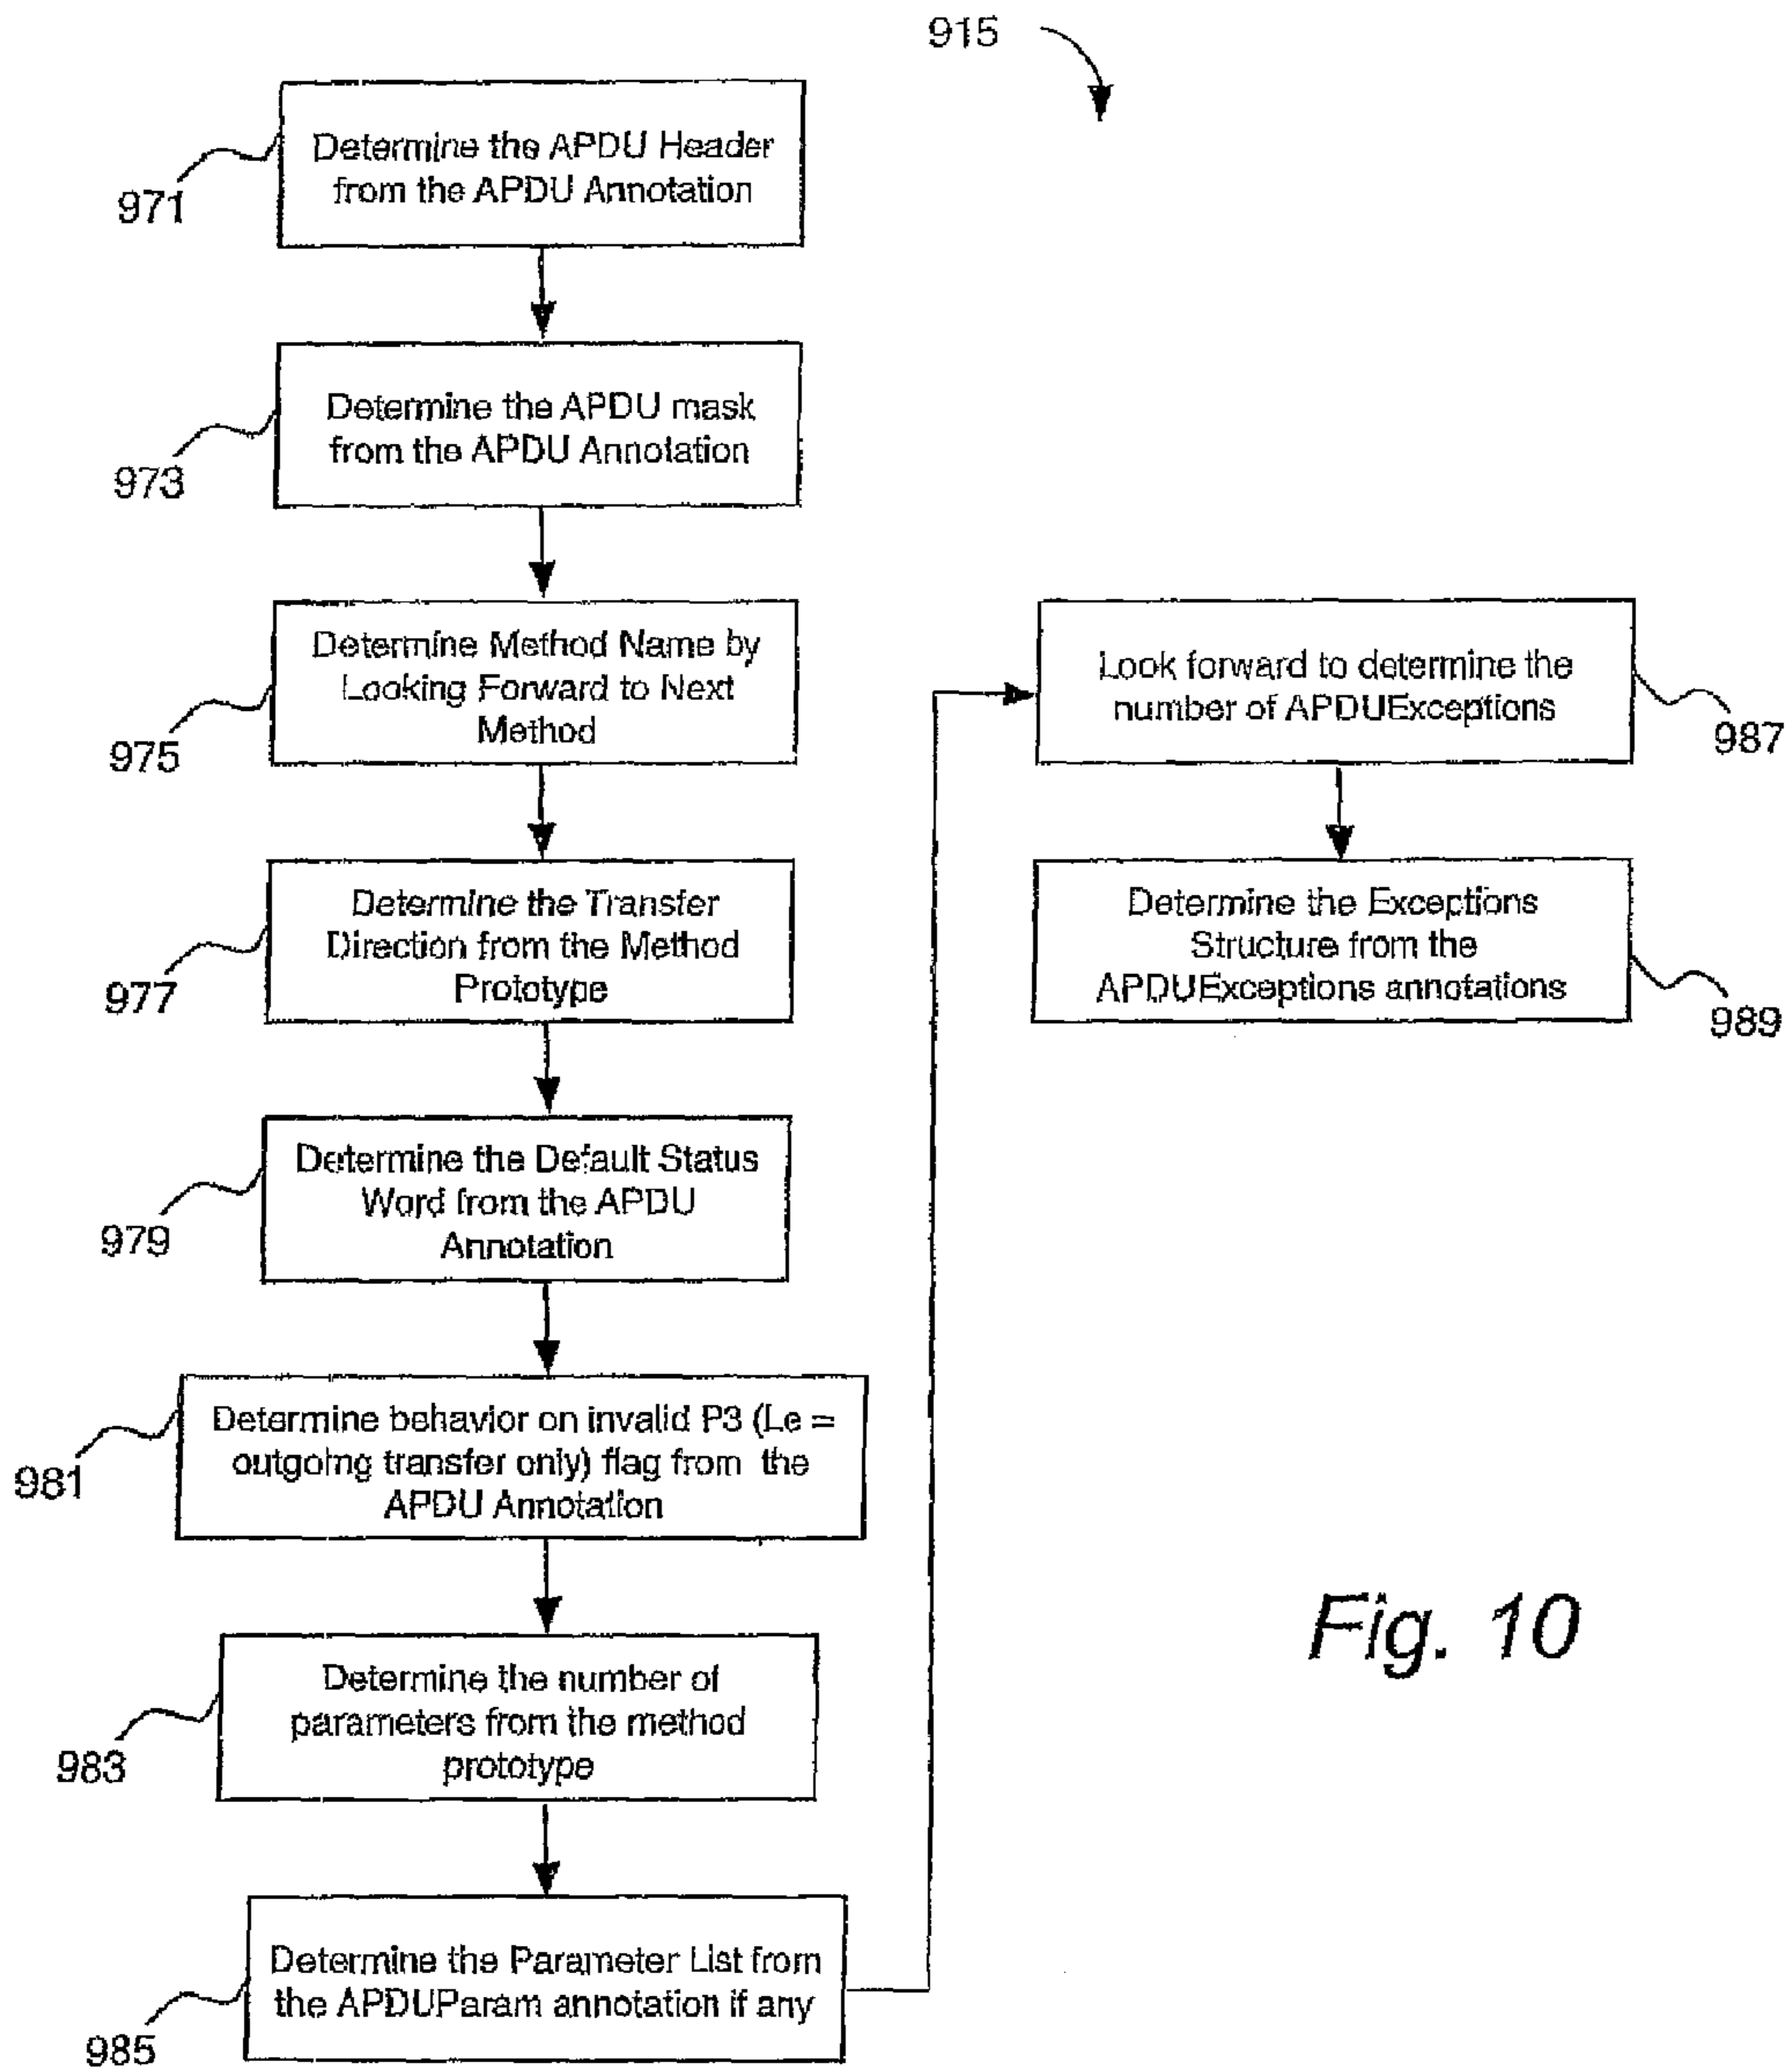 915
Determine the APDU Header
from the APDU Annotation
971
Determine the APDU mask
from the APDU Annotation
973
Determine Method Name by
Looking Forward to Next
Method
975
Determine the Transfer
Direction from the Method
Prototype
977
Determine the Default Status
Word from the APDU
Annotation
979
Determine behavior on invalid P3 (Le =
outgoing transfer only) flag from the
APDU Annotation
981
Determine the number of
parameters from the method
prototype
983
Determine the Parameter List from
the APDUParam annotation if any
985
Look forward to determine the
number of APDUExceptions
987
Determine the Exceptions
Structure from the
APDUExceptions annotations
989
Fig. 10